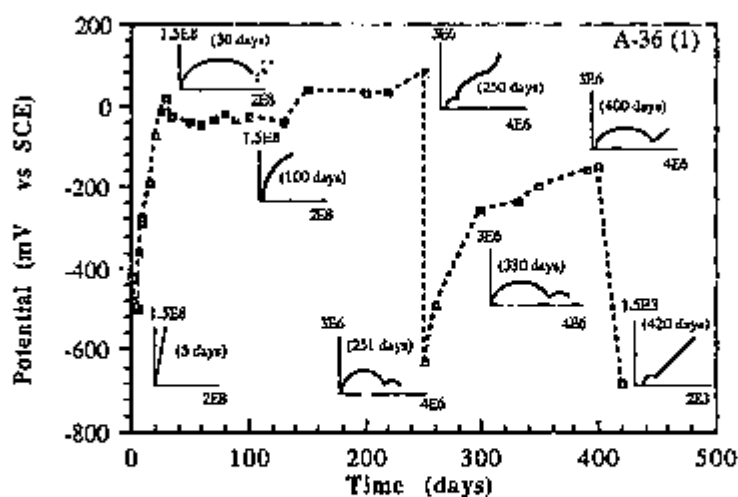 A-36 (1)
200
0
-200
-400
-600
-800
Potential (mV vs SCE)
1.5E8
(30 days)
2E8
1.5E8
(100 days)
2E8
1.5E8
(5 days)
2E8
3E6
(250 days)
4E6
3E6
(251 days)
4E6
3E6
(330 days)
4E6
3E6
(400 days)
4E6
1.5E3
(420 days)
2E3
0
100
200
300
400
500
Time (days)